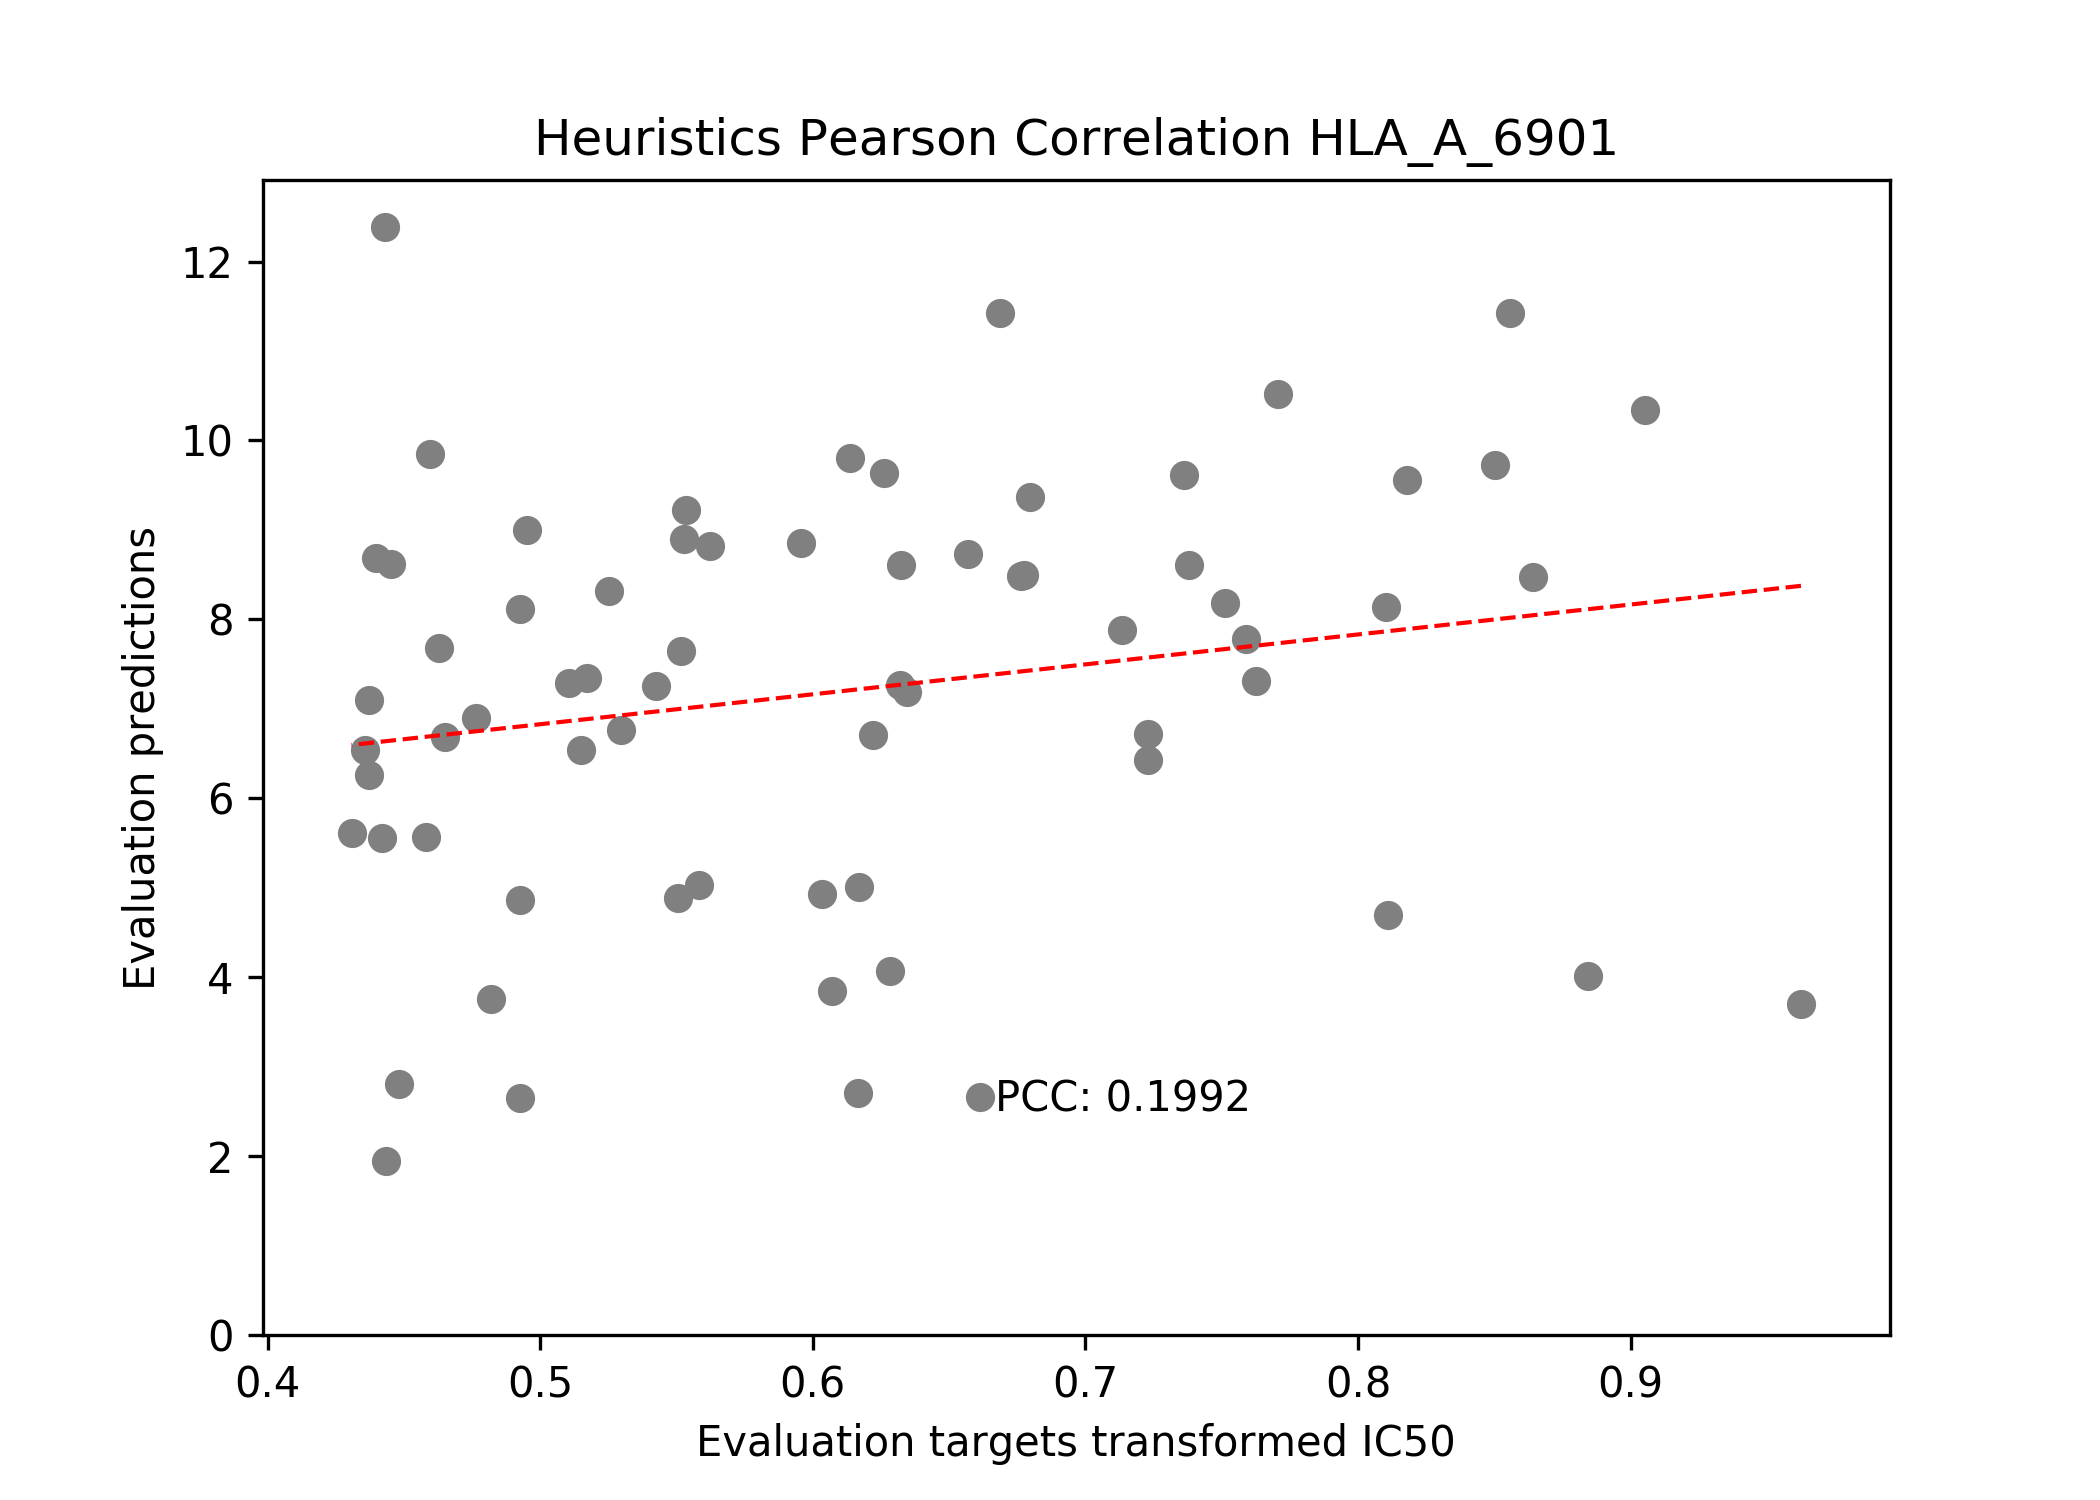 Heuristics Pearson Correlation HLA_A_6901
12
10
8
6
4
2
0
Evaluation predictions
PCC: 0.1992
0.4 0.5 0.6 0.7 0.8 0.9
Evaluation targets transformed IC50